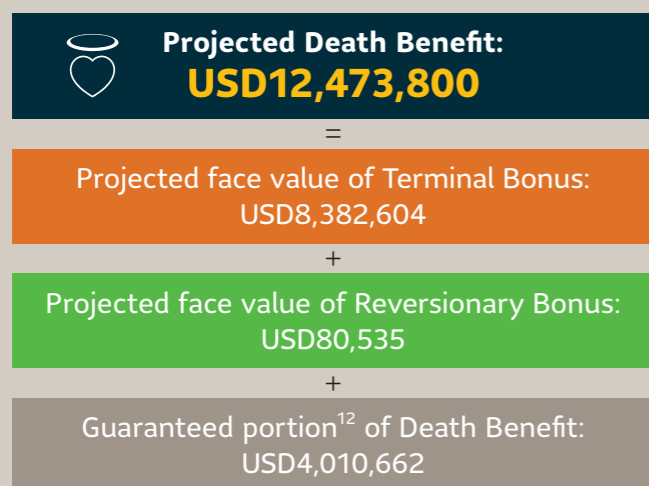 Projected Death Benefit:
USD12,473,800
=
Projected face value of Terminal Bonus:
USD8,382,604
+
Projected face value of Reversionary Bonus:
USD80,535
+
Guaranteed portion¹² of Death Benefit:
USD4,010,662